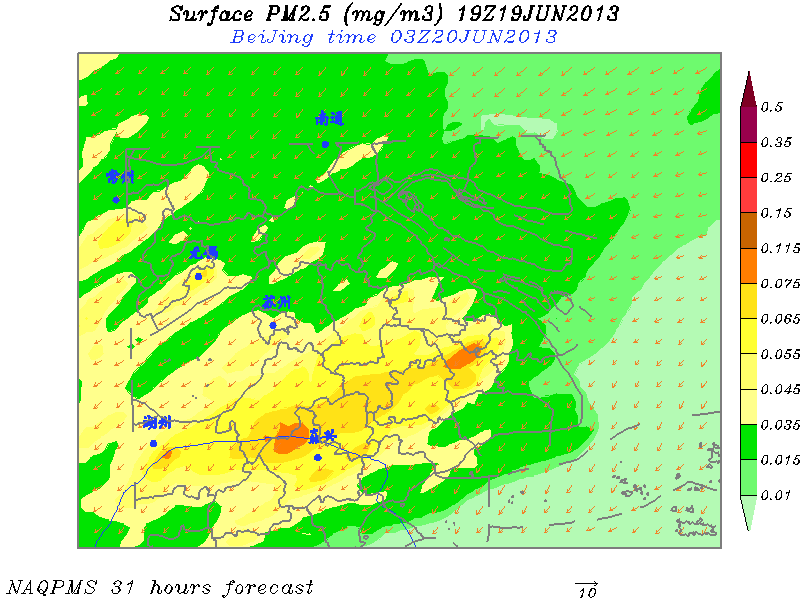 Surface PM2.5 (mg/m3) 19Z19JUN2013
BeiJing time 03Z20JUN2013
南通
常州
无锡
苏州
湖州
嘉兴
0.5
0.35
0.25
0.15
0.115
0.075
0.065
0.055
0.045
0.035
0.015
0.01
NAQPMS 31 hours forecast
10